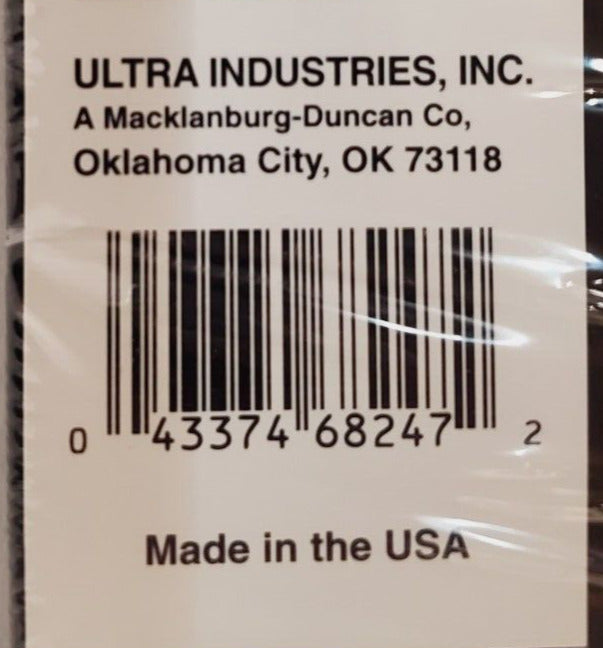 ULTRA INDUSTRIES, INC.
A Macklanburg-Duncan Co,
Oklahoma City, OK 73118
0 43374 68247 2
Made in the USA